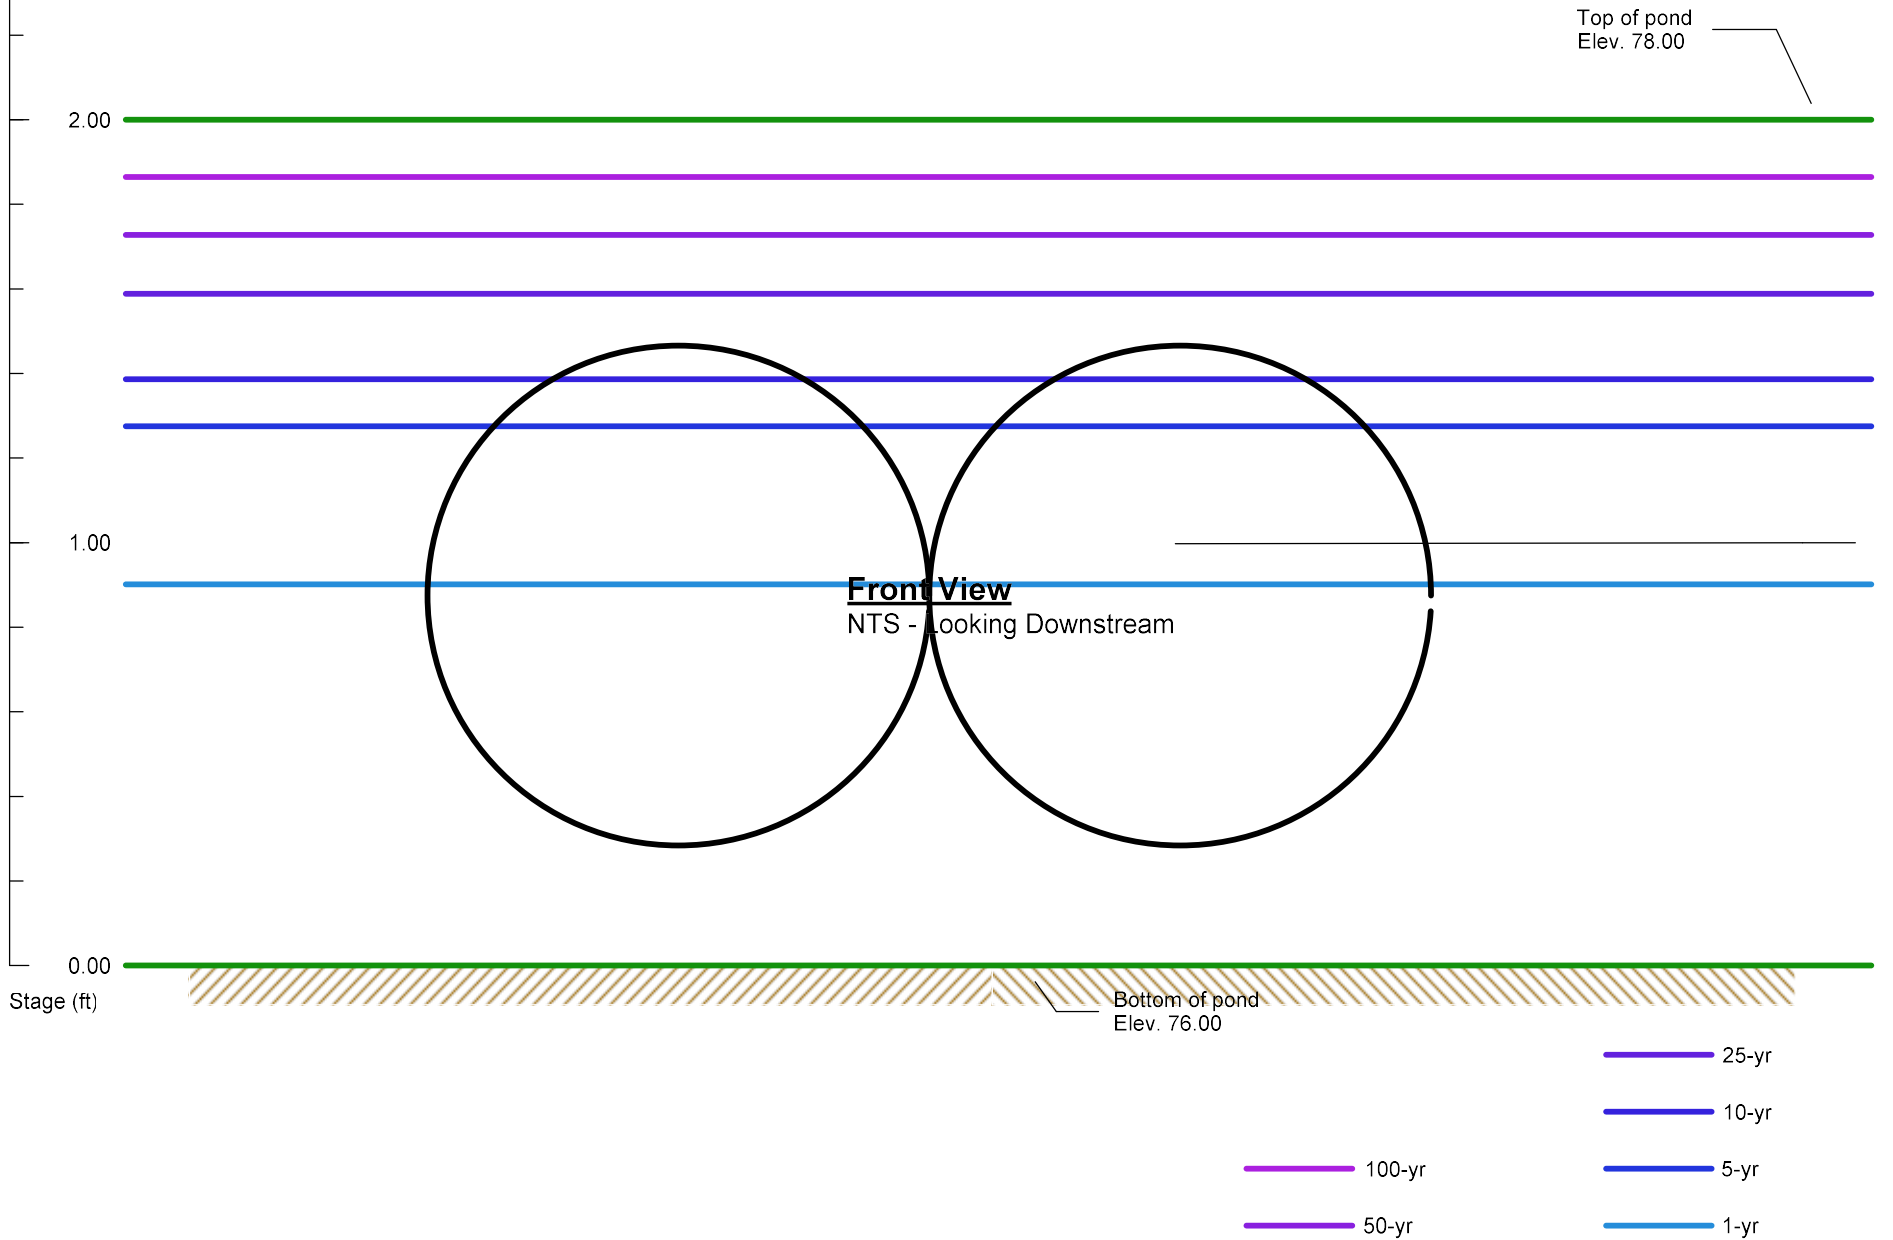 Top of pond
Elev. 78.00
2.00
1.00
Front View
NTS - Looking Downstream
0.00
Stage (ft)
Bottom of pond
Elev. 76.00
25-yr
10-yr
100-yr
5-yr
50-yr
1-yr